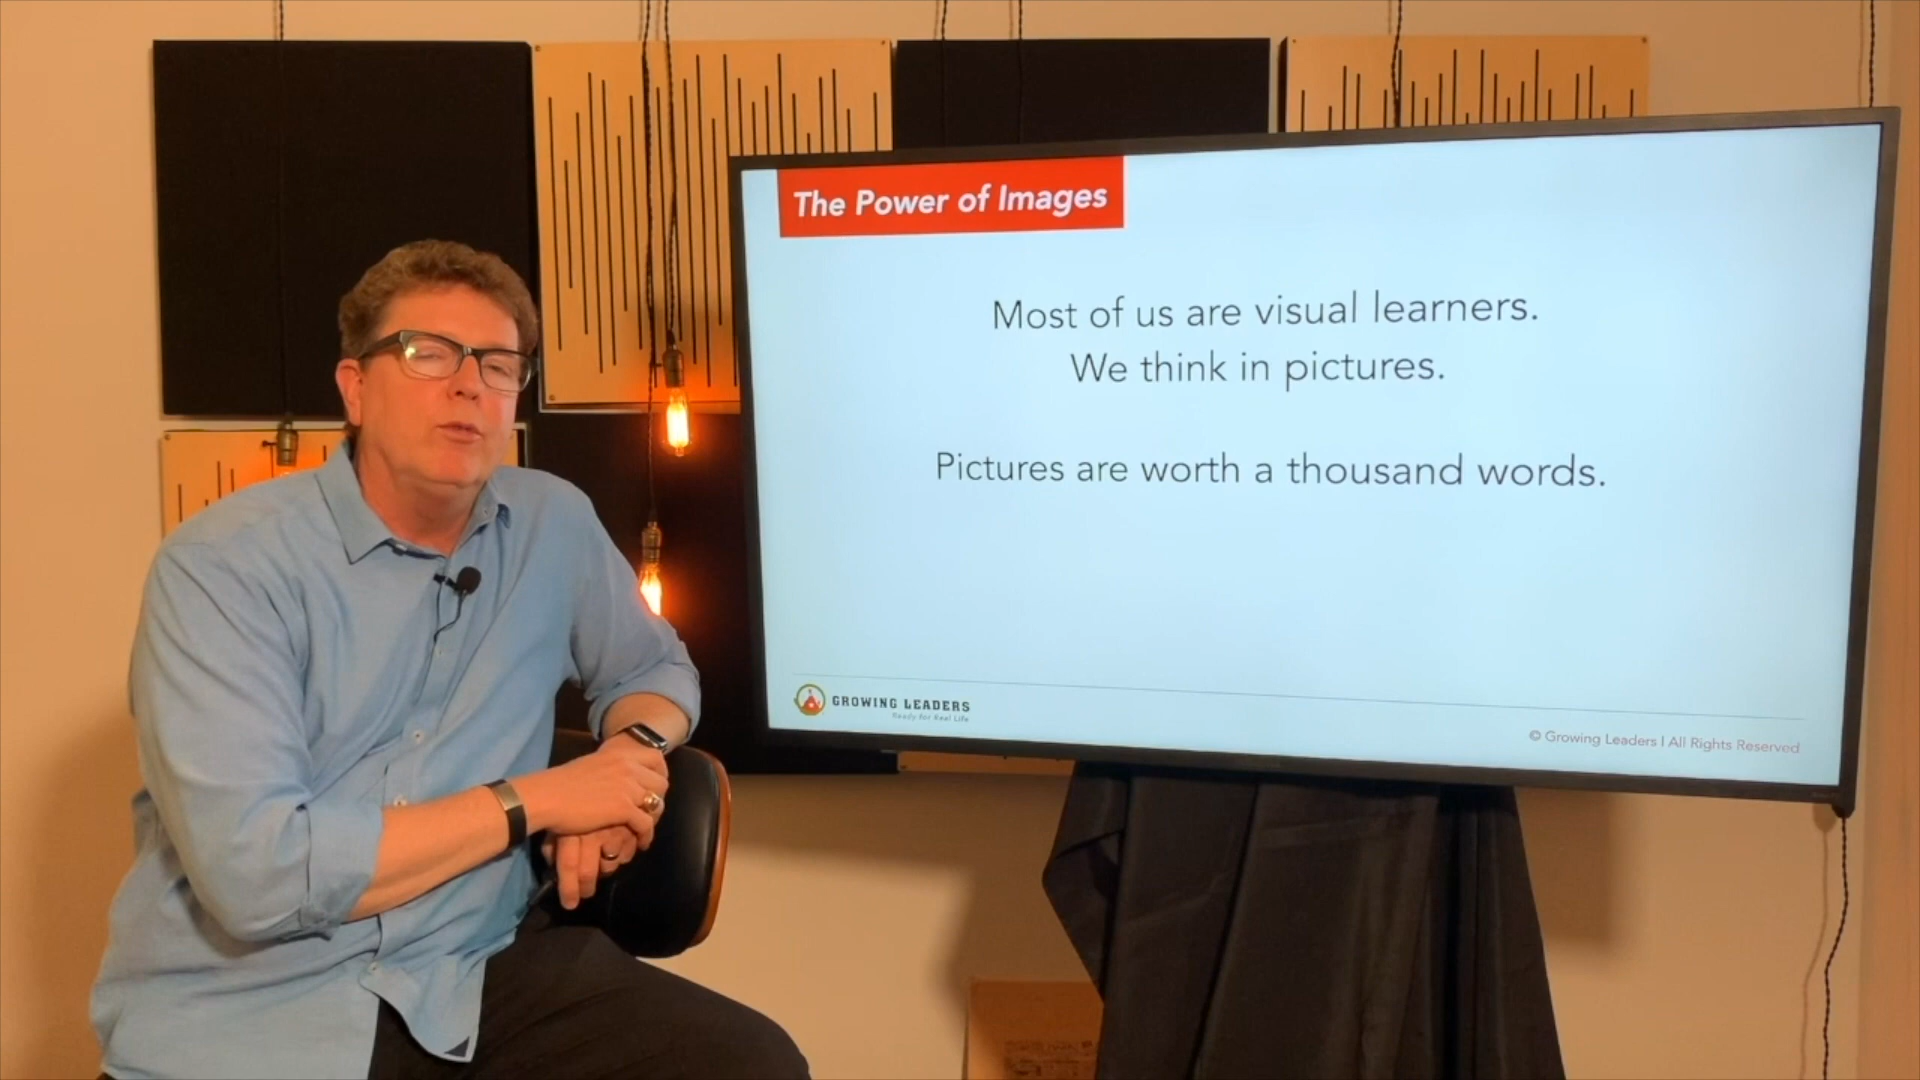 The Power of Images
Most of us are visual learners.
We think in pictures.
Pictures are worth a thousand words.
GROWING LEADERS
Ready for Real Life
© Growing Leaders | All Rights Reserved